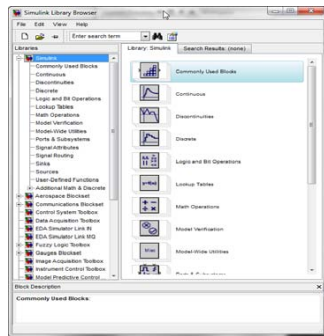 Simulink Library Browser
File Edit View Help
Enter search term
Libraries
Library: Simulink
Search Results: (none)
Simulink
Commonly Used Blocks
Continuous
Discontinuities
Discrete
Logic and Bit Operations
Lookup Tables
Math Operations
Model Verification
Model-Wide Utilities
Ports & Subsystems
Signal Attributes
Signal Routing
Sinks
Sources
User-Defined Functions
Additional Math & Discrete
Aerospace Blockset
Communications Blockset
Control System Toolbox
Data Acquisition Toolbox
EDA Simulator Link IN
EDA Simulator Link MQ
Fuzzy Logic Toolbox
Gauges Blockset
Image Acquisition Toolbox
Instrument Control Toolbox
Model Predictive Control
Commonly Used Blocks
Continuous
Discontinuities
Discrete
Logic and Bit Operations
Lookup Tables
Math Operations
Model Verification
Model-Wide Utilities
Block Description
Commonly Used Blocks: